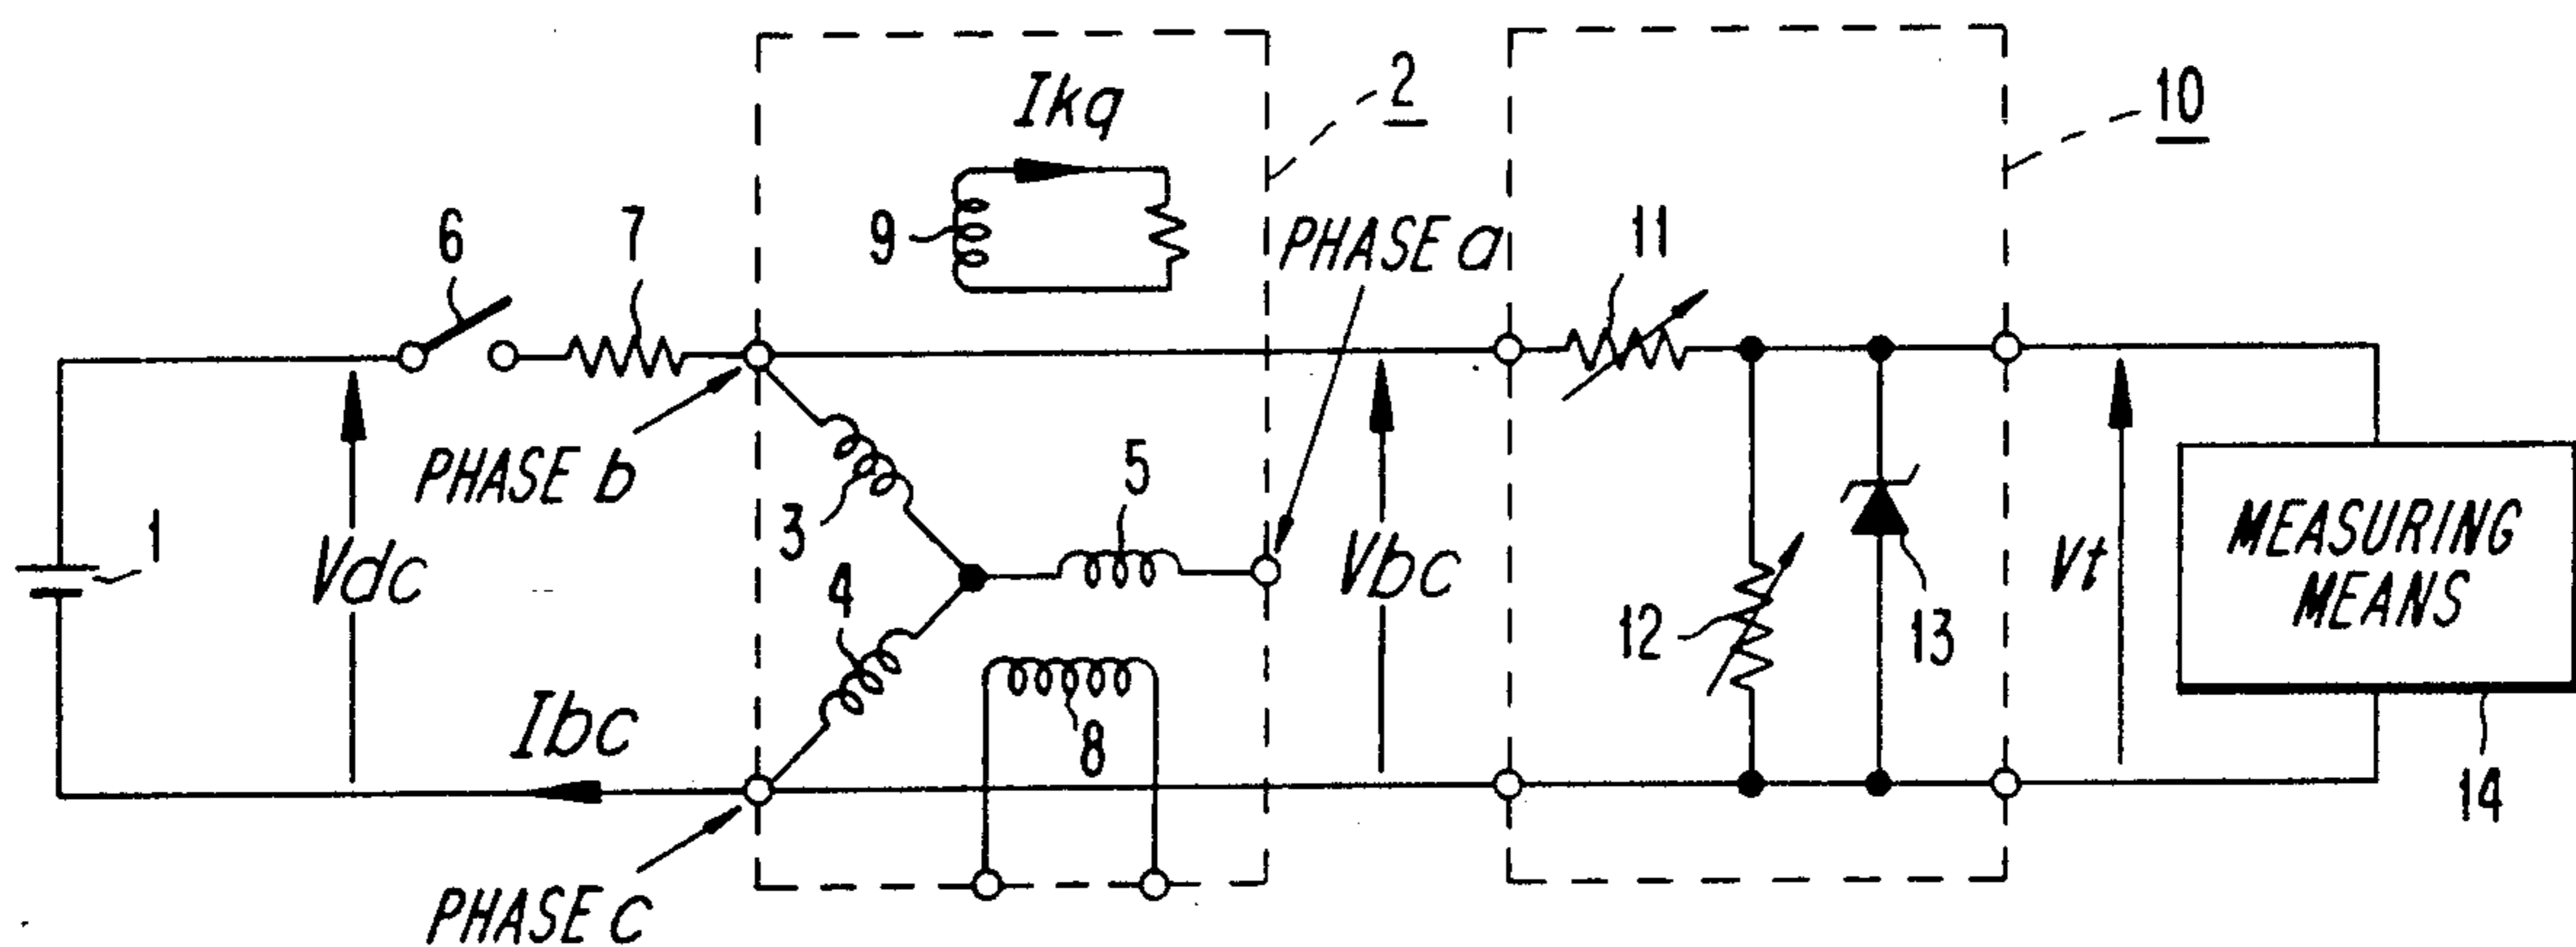 Ikq
2
10
9
PHASE a
6
7
11
PHASE b
3
5
1
Vdc
Vbc
Vt
MEASURING
MEANS
4
12
13
Ibc
8
14
PHASE c